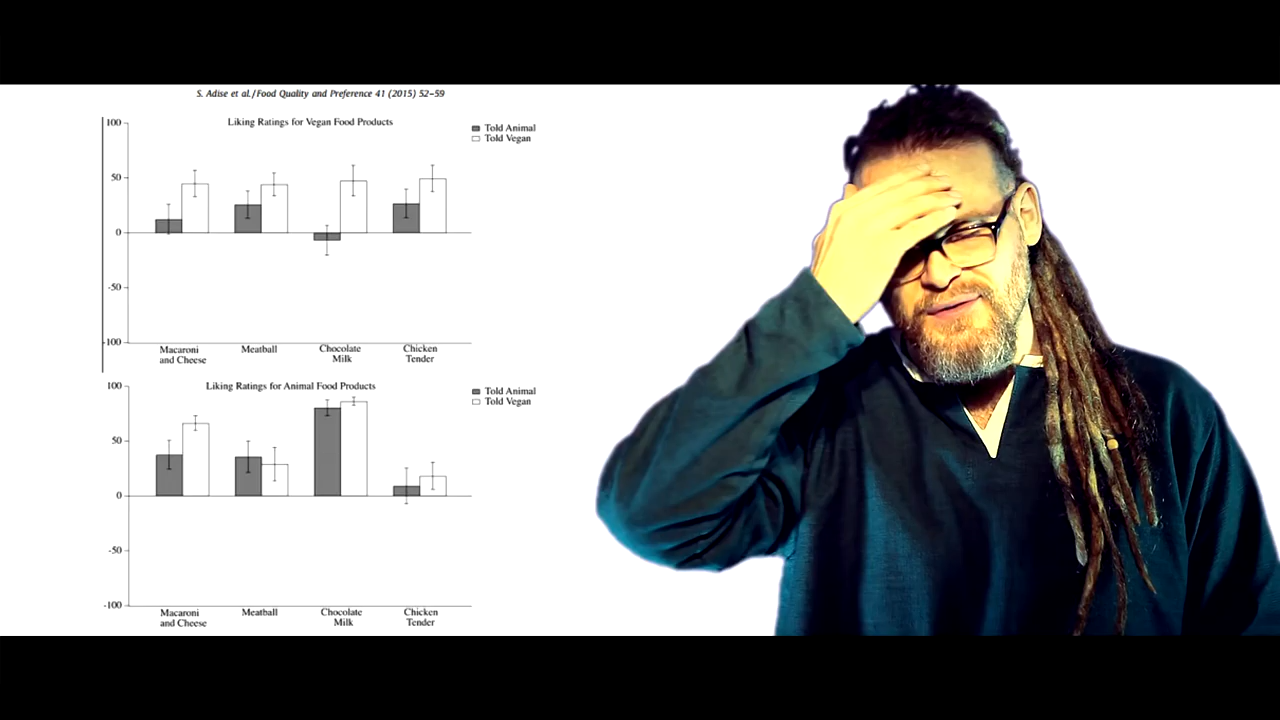 S. Adise et al. / Food Quality and Preference 41 (2015) 52–59
Liking Ratings for Vegan Food Products
Told Animal
Told Vegan
100
50
0
-50
-100
Macaroni and Cheese
Meatball
Chocolate Milk
Chicken Tender
Liking Ratings for Animal Food Products
Told Animal
Told Vegan
100
50
0
-50
-100
Macaroni and Cheese
Meatball
Chocolate Milk
Chicken Tender